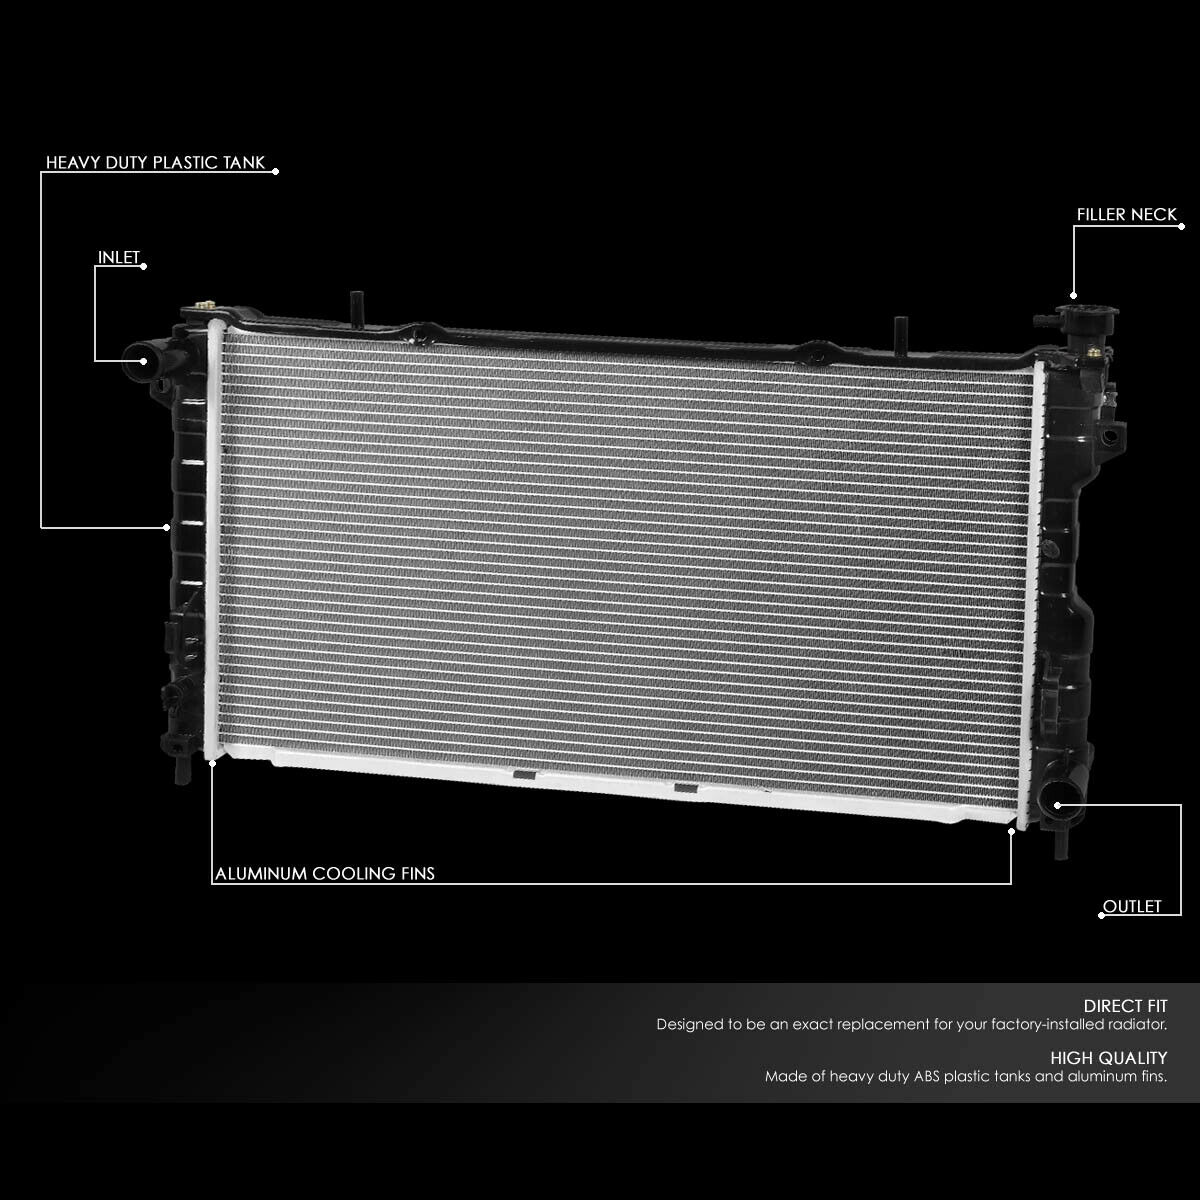 HEAVY DUTY PLASTIC TANK
FILLER NECK
INLET
ALUMINUM COOLING FINS
OUTLET
DIRECT FIT
Designed to be an exact replacement for your factory-installed radiator.
HIGH QUALITY
Made of heavy duty ABS plastic tanks and aluminum fins.